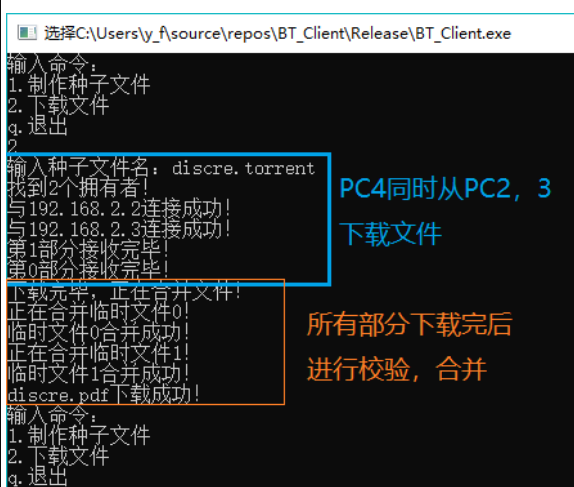 选择C:\Users\y_f\source\repos\BT_Client\Release\BT_Client.exe
输入命令：
1.制作种子文件
2.下载文件
q.退出
2
输入种子文件名：discre.torrent
找到2个拥有者！
与192.168.2.2连接成功！
与192.168.2.3连接成功！
第1部分接收完毕！
第0部分接收完毕！
PC4同时从PC2，3
下载文件
下载完毕，正在合并文件！
正在合并临时文件0！
临时文件0合并成功！
正在合并临时文件1！
临时文件1合并成功！
discre.pdf下载成功！
所有部分下载完后
进行校验，合并
输入命令：
1.制作种子文件
2.下载文件
q.退出